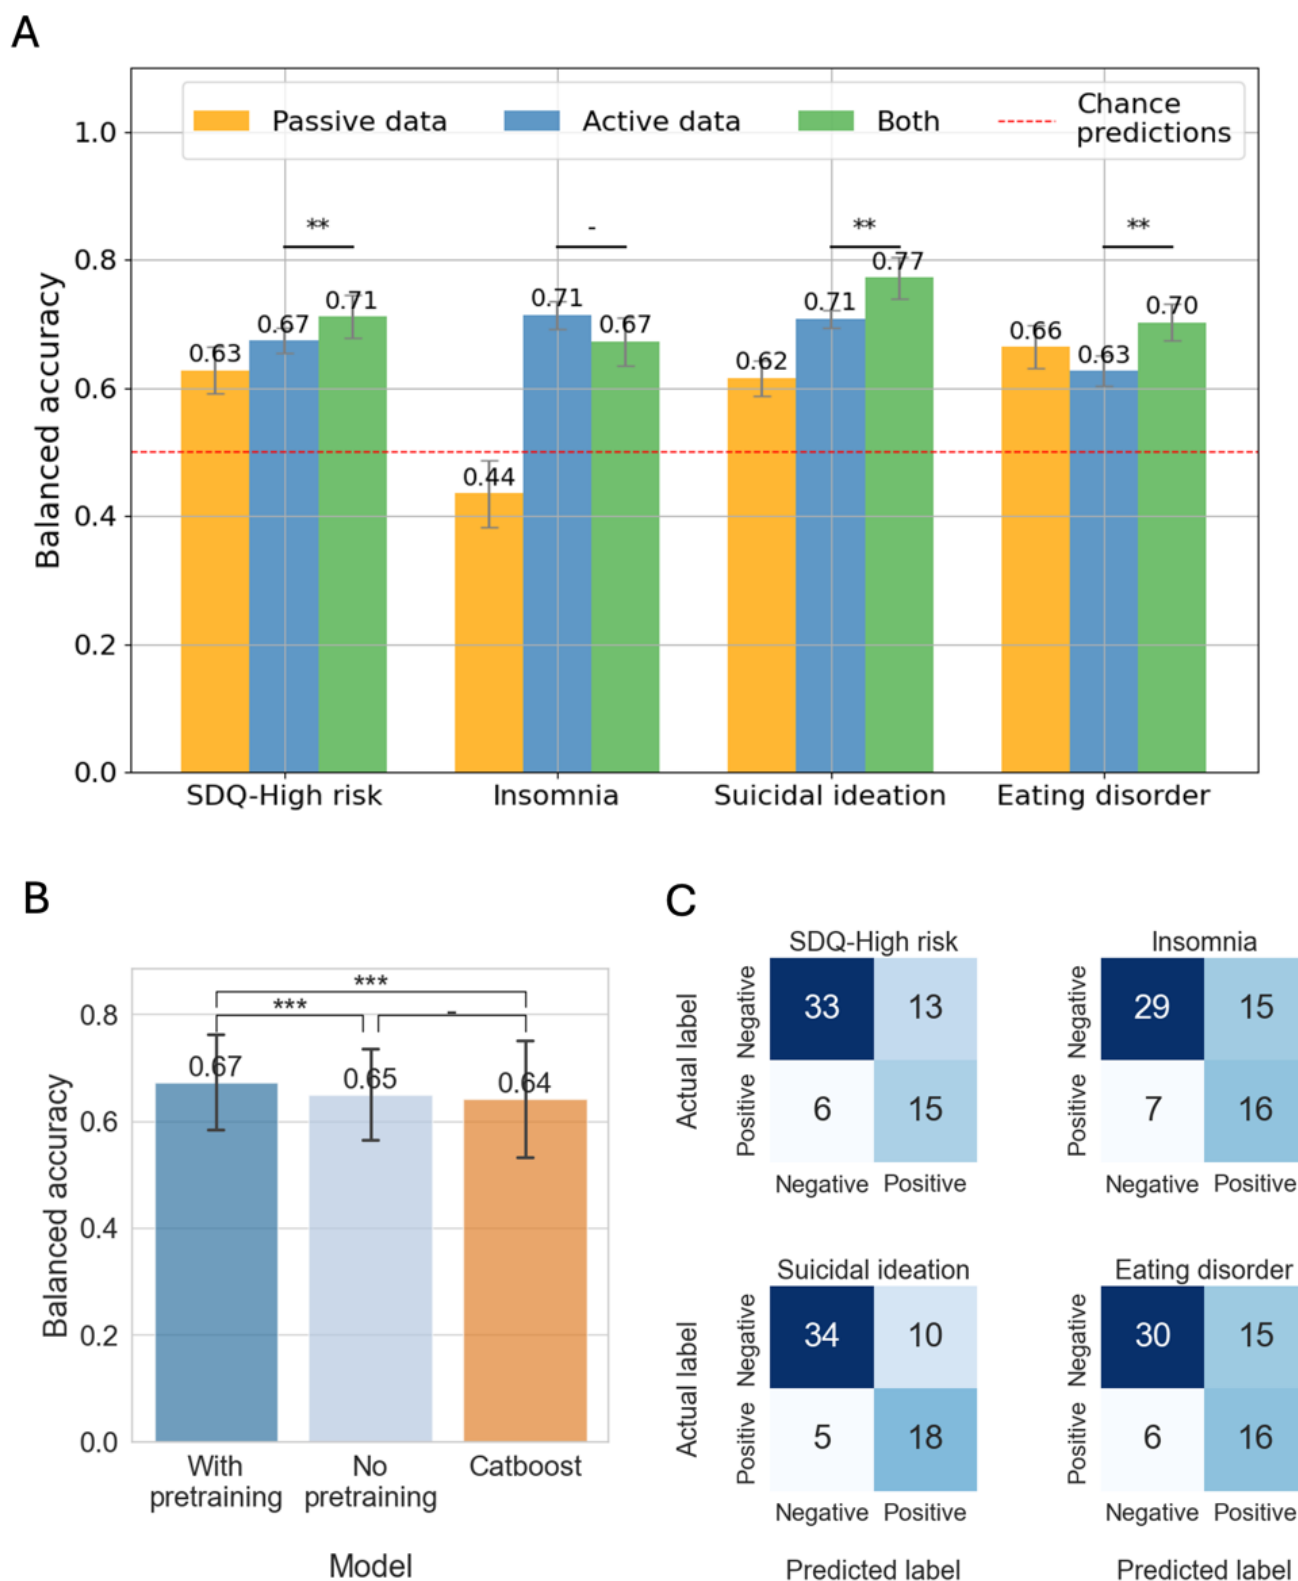 A
Passive data
Active data
Both
Chance
predictions
1.0
0.8
0.6
0.4
0.2
0.0
Balanced accuracy
**
-
**
**
0.63
0.67
0.71
0.44
0.71
0.67
0.62
0.71
0.77
0.66
0.63
0.70
SDQ-High risk
Insomnia
Suicidal ideation
Eating disorder
B
Balanced accuracy
0.8
0.6
0.4
0.2
0.0
***
***
-
0.67
0.65
0.64
With
pretraining
No
pretraining
Catboost
Model
C
SDQ-High risk
Actual label
Negative
Positive
33
13
6
15
Negative
Positive
Insomnia
Negative
Positive
29
15
7
16
Negative
Positive
Suicidal ideation
Actual label
Negative
Positive
34
10
5
18
Negative
Positive
Predicted label
Eating disorder
Negative
Positive
30
15
6
16
Negative
Positive
Predicted label